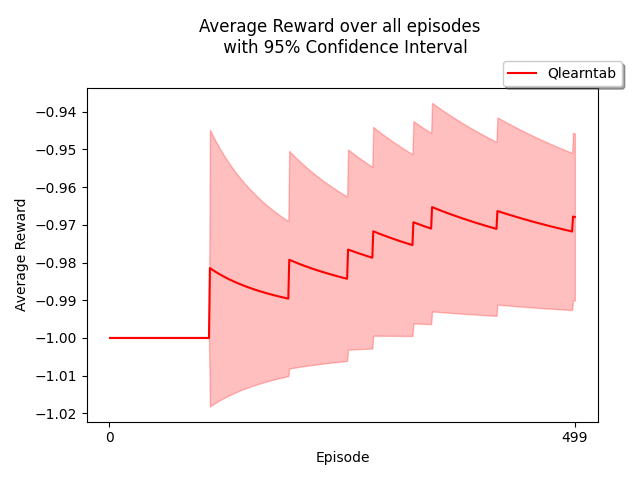 Average Reward over all episodes
with 95% Confidence Interval
Qlearntab
−0.94
−0.95
−0.96
−0.97
−0.98
−0.99
−1.00
−1.01
−1.02
Average Reward
0
499
Episode